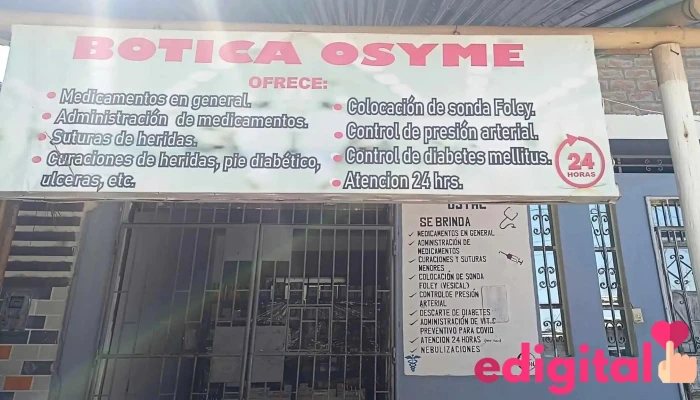 BOTICA OSYME
OFRECE:
• Medicamentos en general.
• Administración de medicamentos.
• Suturas de heridas.
• Curaciones de heridas, pie diabético,
ulceras, etc.
• Colocación de sonda Foley.
• Control de presión arterial.
• Control de diabetes mellitus.
• Atencion 24 hrs.
24
HORAS
SE BRINDA
✓ MEDICAMENTOS EN GENERAL
✓ ADMINISTRACIÓN DE
MEDICAMENTOS
✓ CURACIONES Y SUTURAS
MENORES
✓ COLOCACIÓN DE SONDA
FOLEY (VESICAL)
✓ CONTROL DE PRESIÓN
ARTERIAL
✓ DESCARTE DE DIABETES
✓ ADMINISTRACIÓN DE VIT.C
PREVENTIVO PARA COVID
✓ ATENCION 24 HORAS
✓ NEBULIZACIONES
edigital